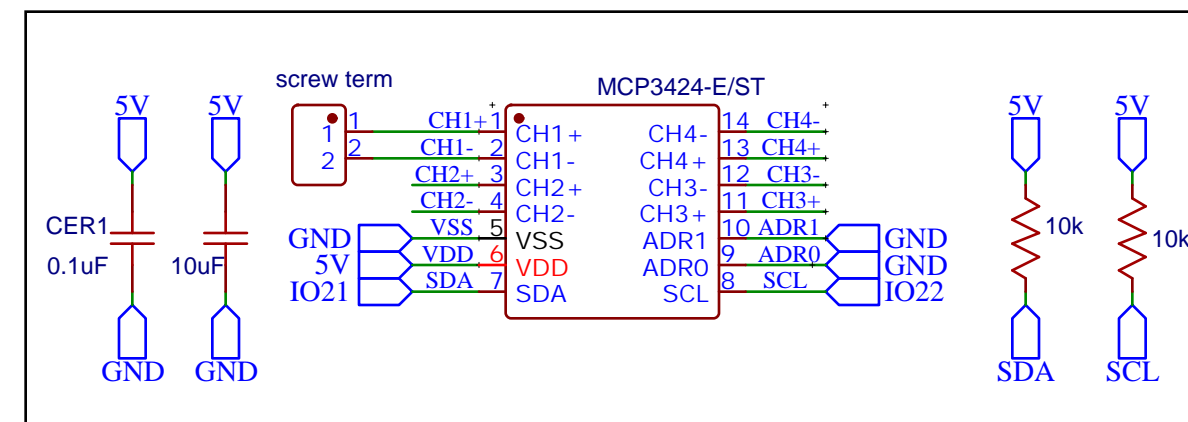 screw term
MCP3424-E/ST
5V
5V
5V
5V
1 1
2 2
CH1+ 1 CH1+
CH1- 2 CH1-
CH2+ 3 CH2+
CH2- 4 CH2-
GND VSS 5 VSS
5V VDD 6 VDD
IO21 SDA 7 SDA
CH4- 14 CH4-
CH4+ 13 CH4+
CH3- 12 CH3-
CH3+ 11 CH3+
ADR1 10 ADR1 GND
ADR0 9 ADR0 GND
SCL 8 SCL IO22
CER1
0.1uF
10uF
10k
10k
GND
GND
SDA
SCL